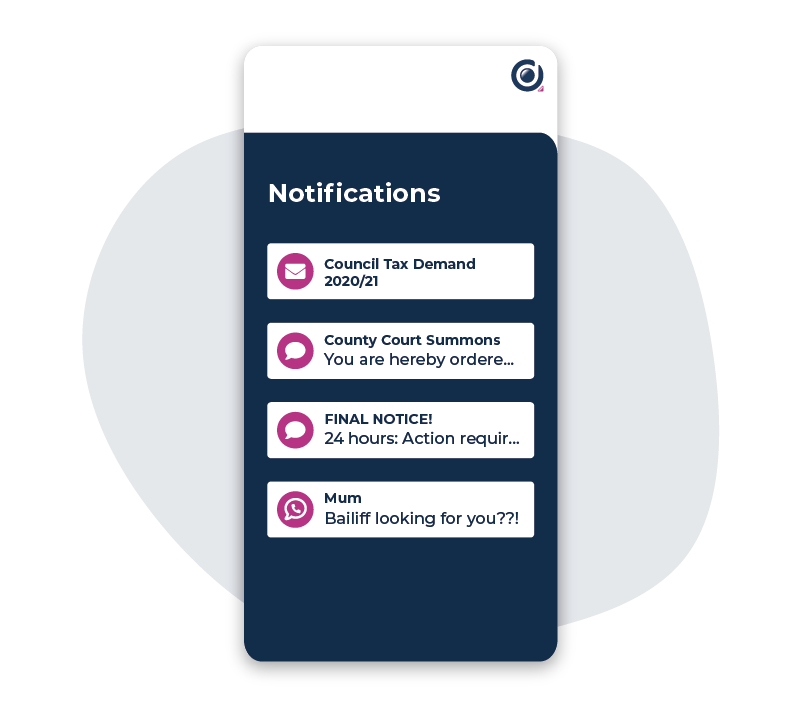 Notifications
Council Tax Demand
2020/21
County Court Summons
You are hereby ordere...
FINAL NOTICE!
24 hours: Action requir...
Mum
Bailiff looking for you??!